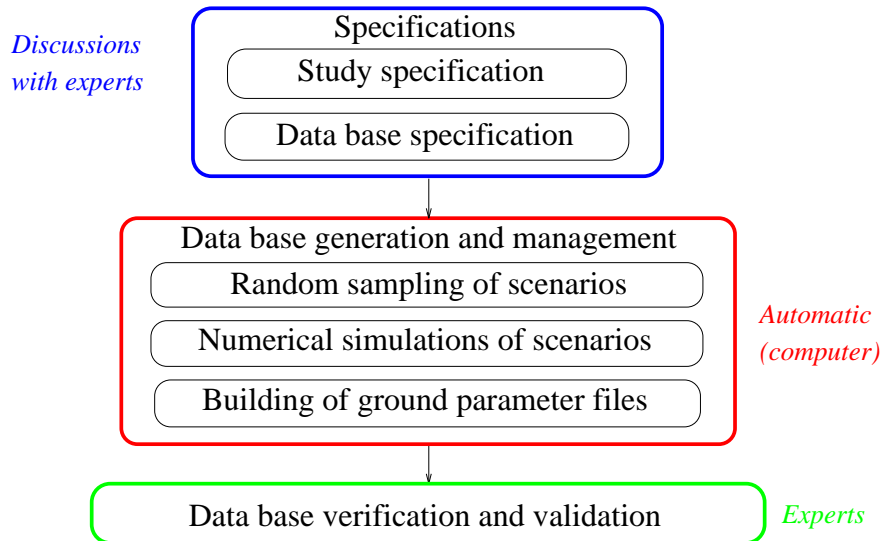 Specifications
Discussions
with experts
Study specification
Data base specification
Data base generation and management
Random sampling of scenarios
Numerical simulations of scenarios
Automatic
(computer)
Building of ground parameter files
Data base verification and validation
Experts